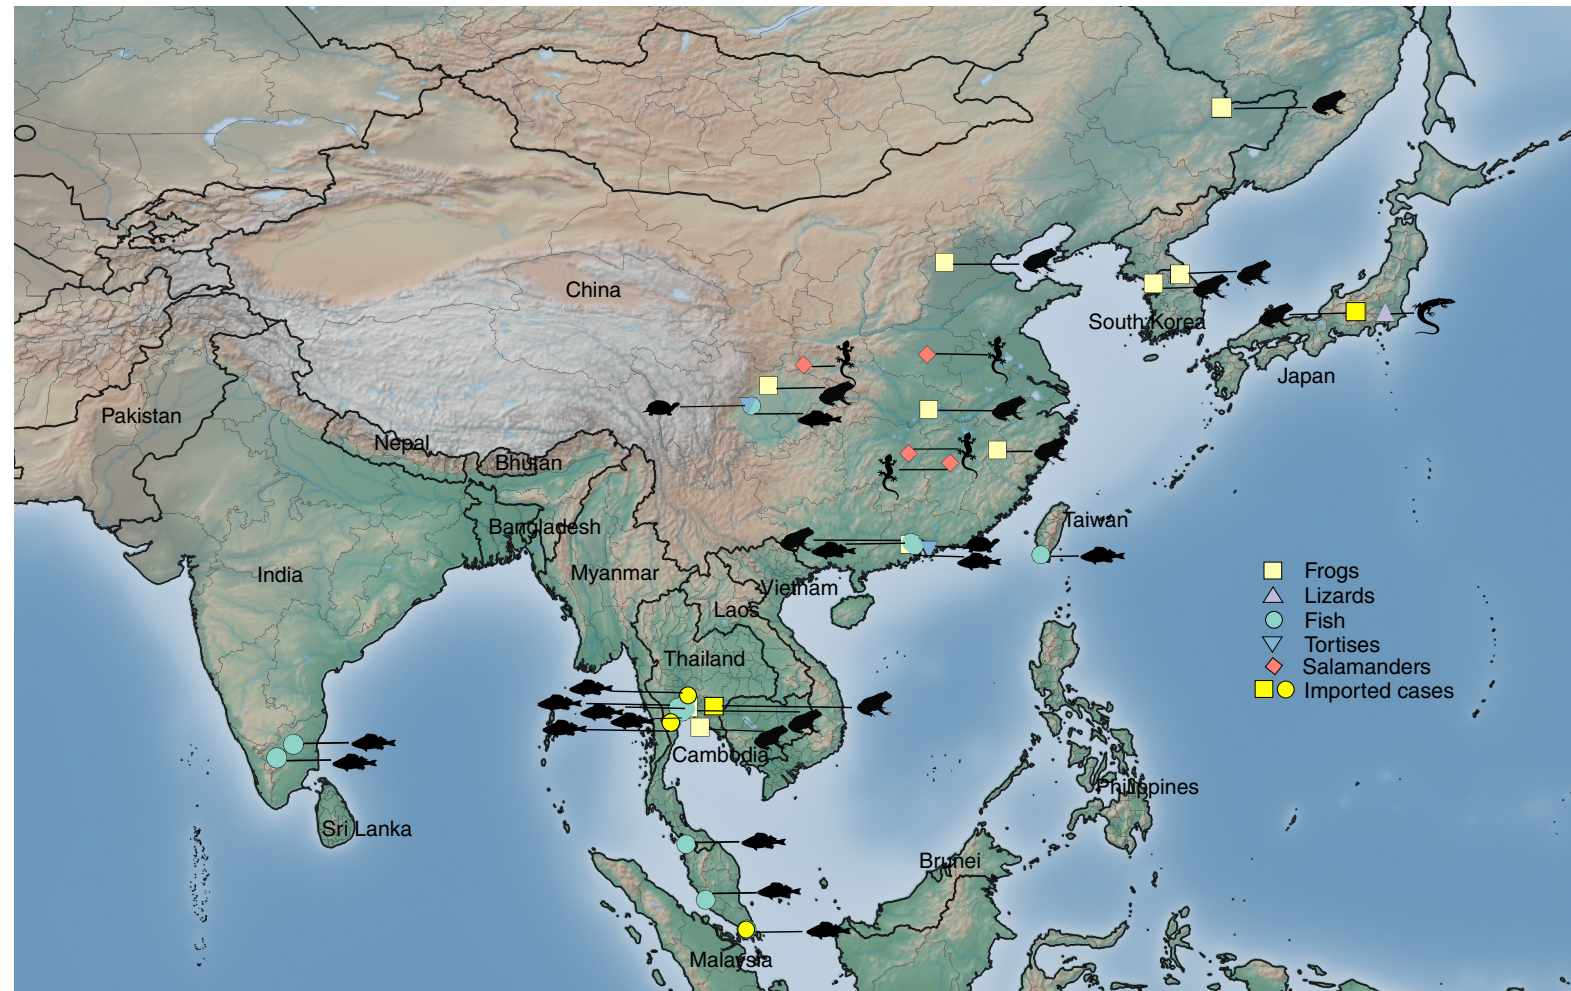 China
South Korea
Japan
Pakistan
Nepal
Bhutan
Bangladesh
Taiwan
India
Myanmar
Vietnam
Laos
Thailand
Cambodia
Philippines
Sri Lanka
Brunei
Malaysia
Frogs
Lizards
Fish
Tortises
Salamanders
Imported cases